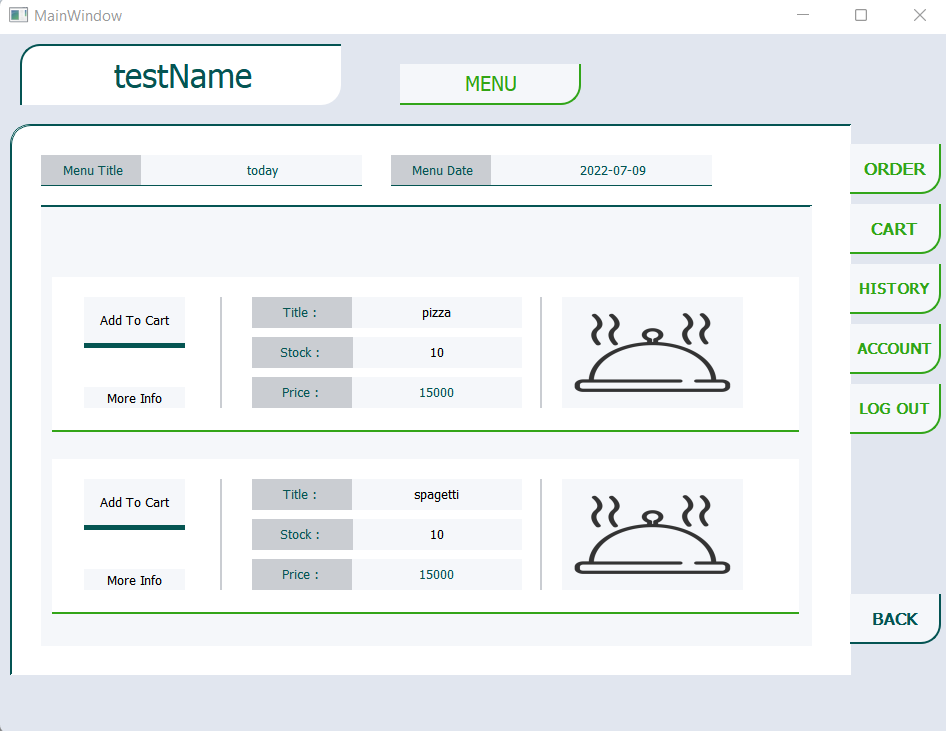 MainWindow
testName
MENU
Menu Title today Menu Date 2022-07-09
ORDER
CART
HISTORY
ACCOUNT
LOG OUT
Add To Cart
More Info
Title : pizza
Stock : 10
Price : 15000
Add To Cart
More Info
Title : spagetti
Stock : 10
Price : 15000
BACK